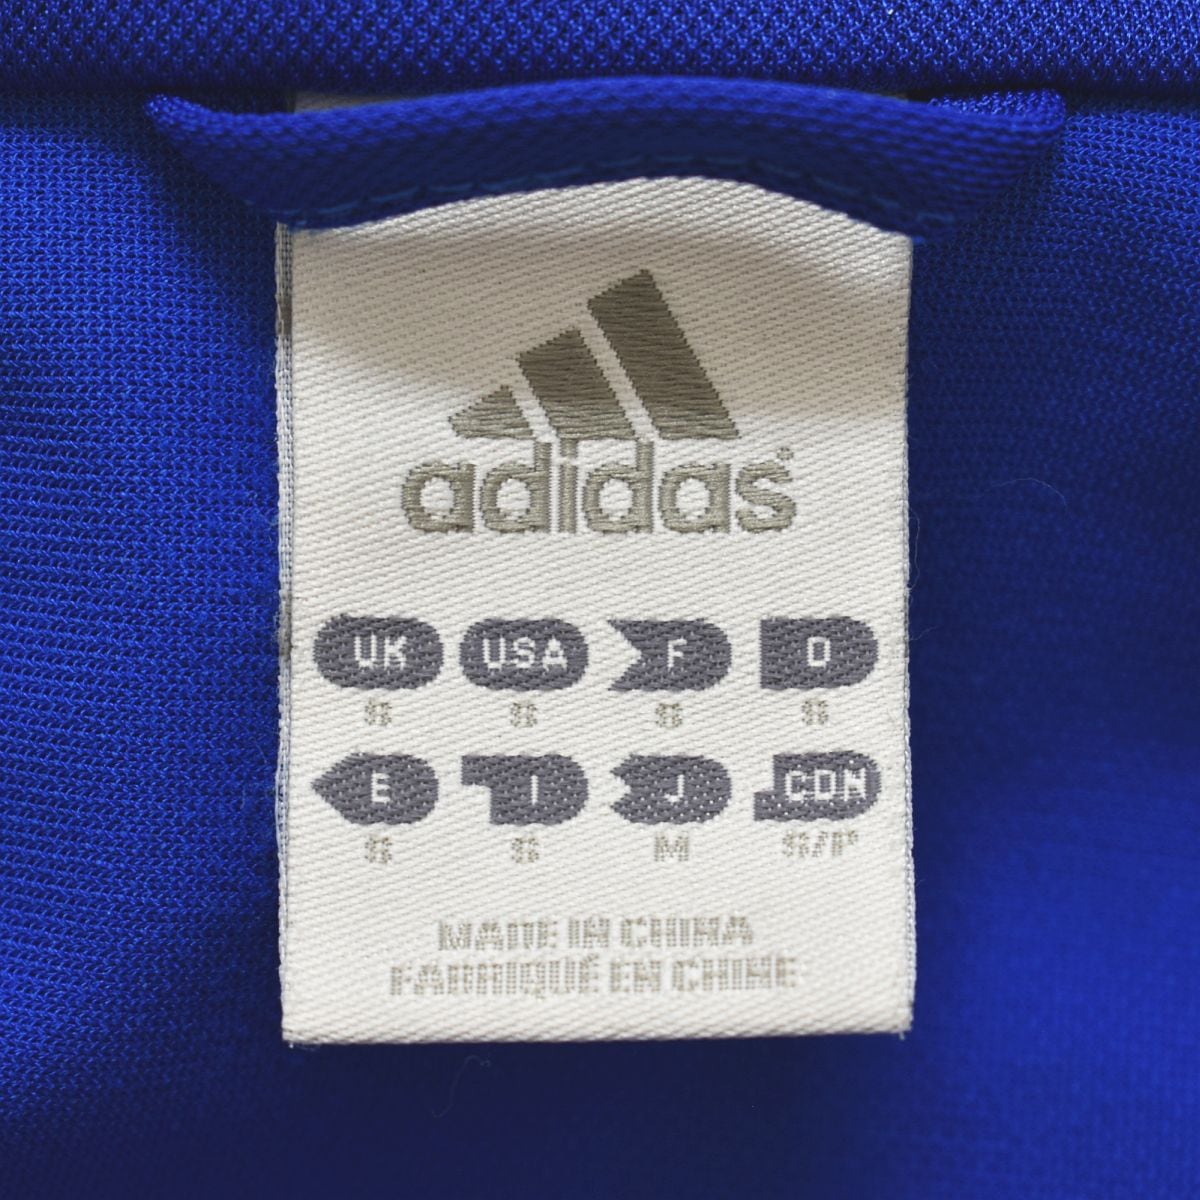 adidas®
UK USA F D
S S S S
E I J CDN
S S M S/P
MADE IN CHINA
FABRIQUÉ EN CHINE